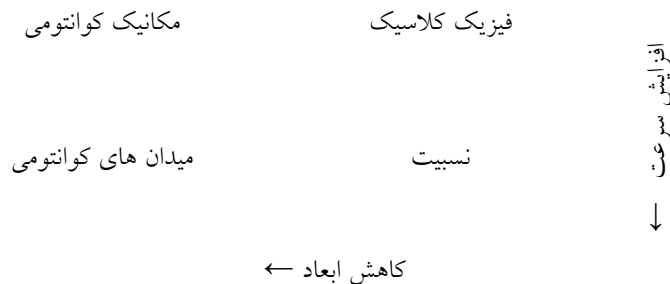 فیزیک کلاسیک
مکانیک کوانتومی
افزایش سرعت ←
نسبیت
میدان های کوانتومی
کاهش ابعاد ←